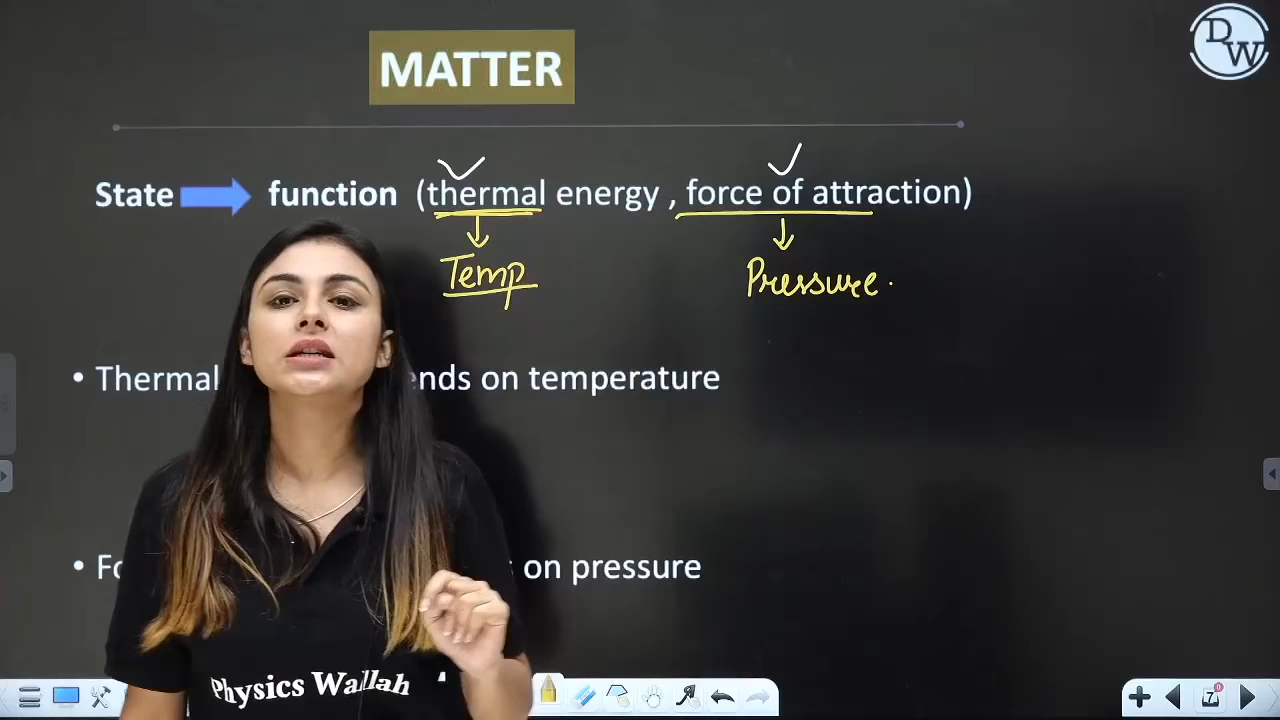 MATTER
DW
State function (thermal energy , force of attraction)
Temp Pressure.
• Thermal ends on temperature
• Fo on pressure
Physics Wallah
7